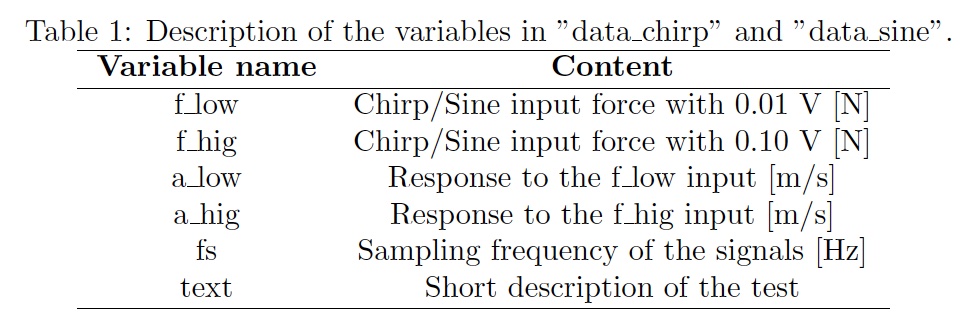 Table 1: Description of the variables in "data_chirp" and "data_sine".
Variable name Content
f_low Chirp/Sine input force with 0.01 V [N]
f_hig Chirp/Sine input force with 0.10 V [N]
a_low Response to the f_low input [m/s]
a_hig Response to the f_hig input [m/s]
fs Sampling frequency of the signals [Hz]
text Short description of the test